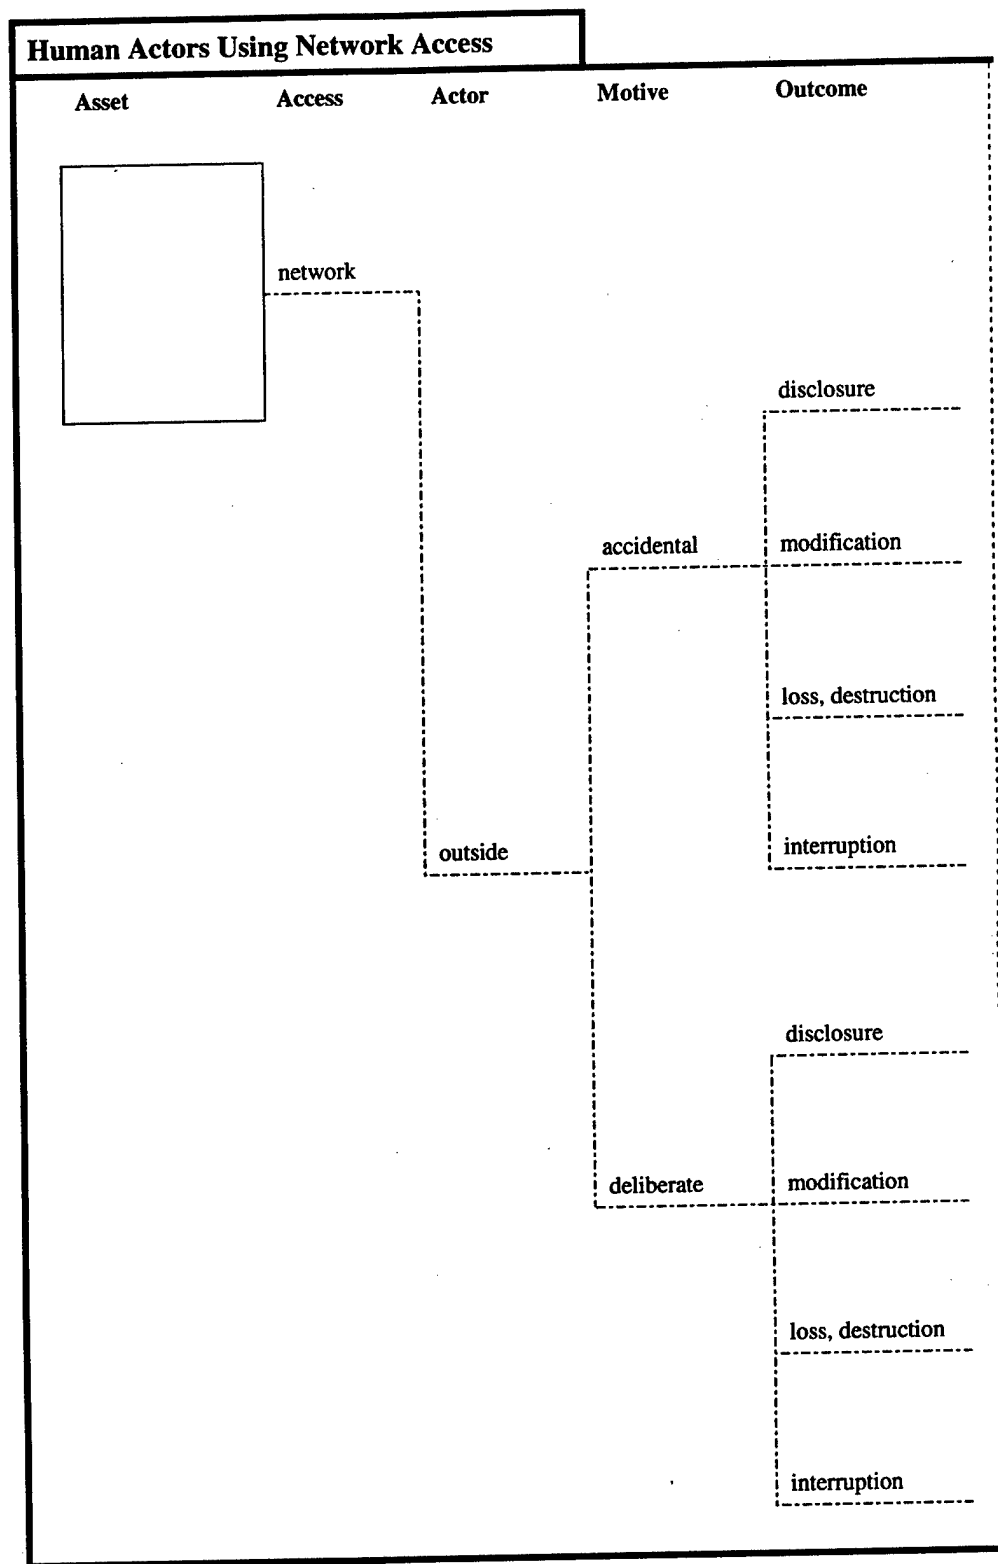 Human Actors Using Network Access
Asset Access Actor Motive Outcome
network
disclosure
accidental modification
loss, destruction
outside interruption
disclosure
deliberate modification
loss, destruction
interruption